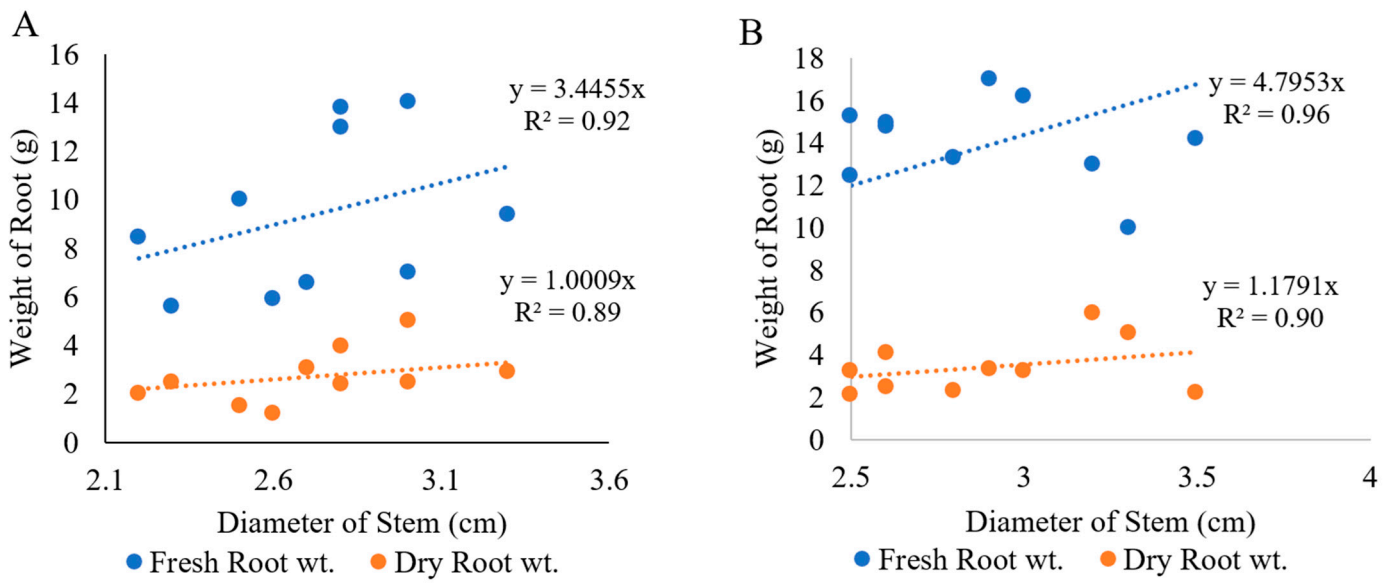 A
16
14
12
10
8
6
4
2
0
Weight of Root (g)
y = 3.4455x
R² = 0.92
y = 1.0009x
R² = 0.89
2.1 2.6 3.1 3.6
Diameter of Stem (cm)
Fresh Root wt. Dry Root wt.
B
18
16
14
12
10
8
6
4
2
0
Weight of Root (g)
y = 4.7953x
R² = 0.96
y = 1.1791x
R² = 0.90
2.5 3 3.5 4
Diameter of Stem (cm)
Fresh Root wt. Dry Root wt.